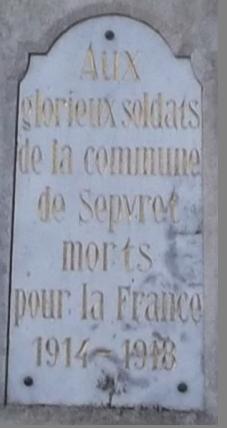 Aux
glorieux soldats
de la commune
de Sepvret
morts
pour la France
1914 - 1918